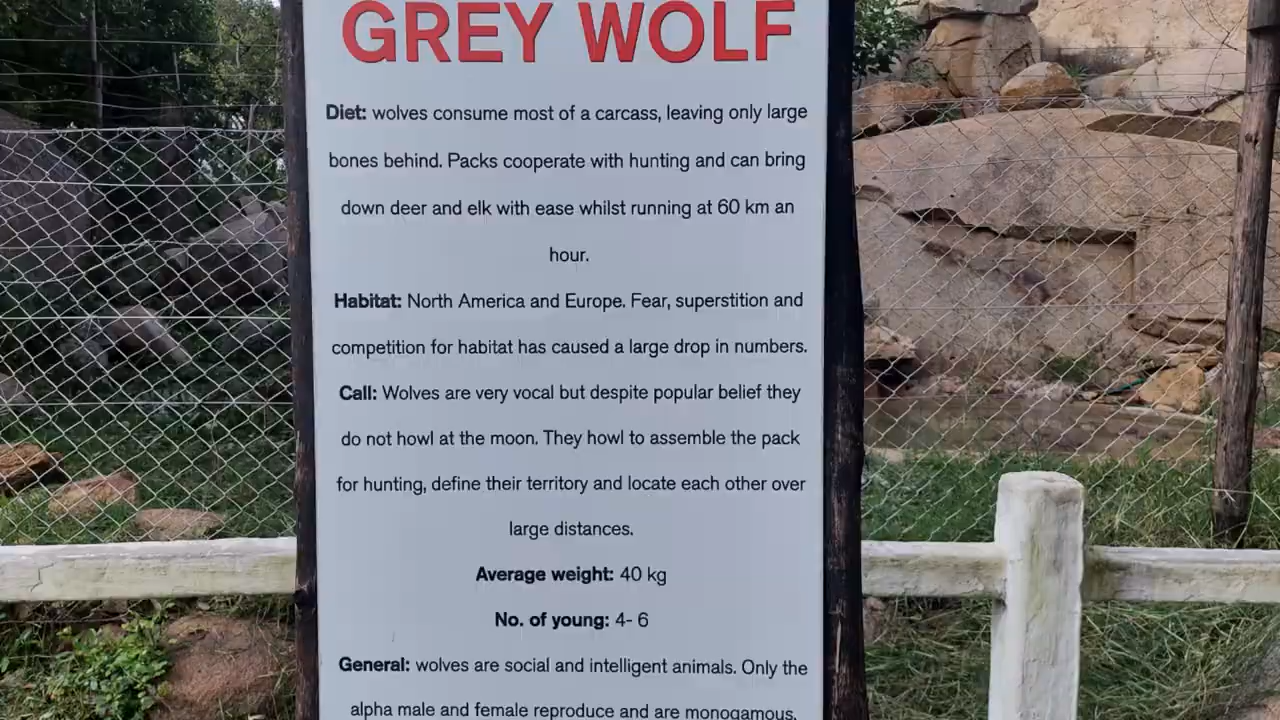 GREY WOLF
Diet: wolves consume most of a carcass, leaving only large
bones behind. Packs cooperate with hunting and can bring
down deer and elk with ease whilst running at 60 km an
hour.
Habitat: North America and Europe. Fear, superstition and
competition for habitat has caused a large drop in numbers.
Call: Wolves are very vocal but despite popular belief they
do not howl at the moon. They howl to assemble the pack
for hunting, define their territory and locate each other over
large distances.
Average weight: 40 kg
No. of young: 4- 6
General: wolves are social and intelligent animals. Only the
alpha male and female reproduce and are monogamous,